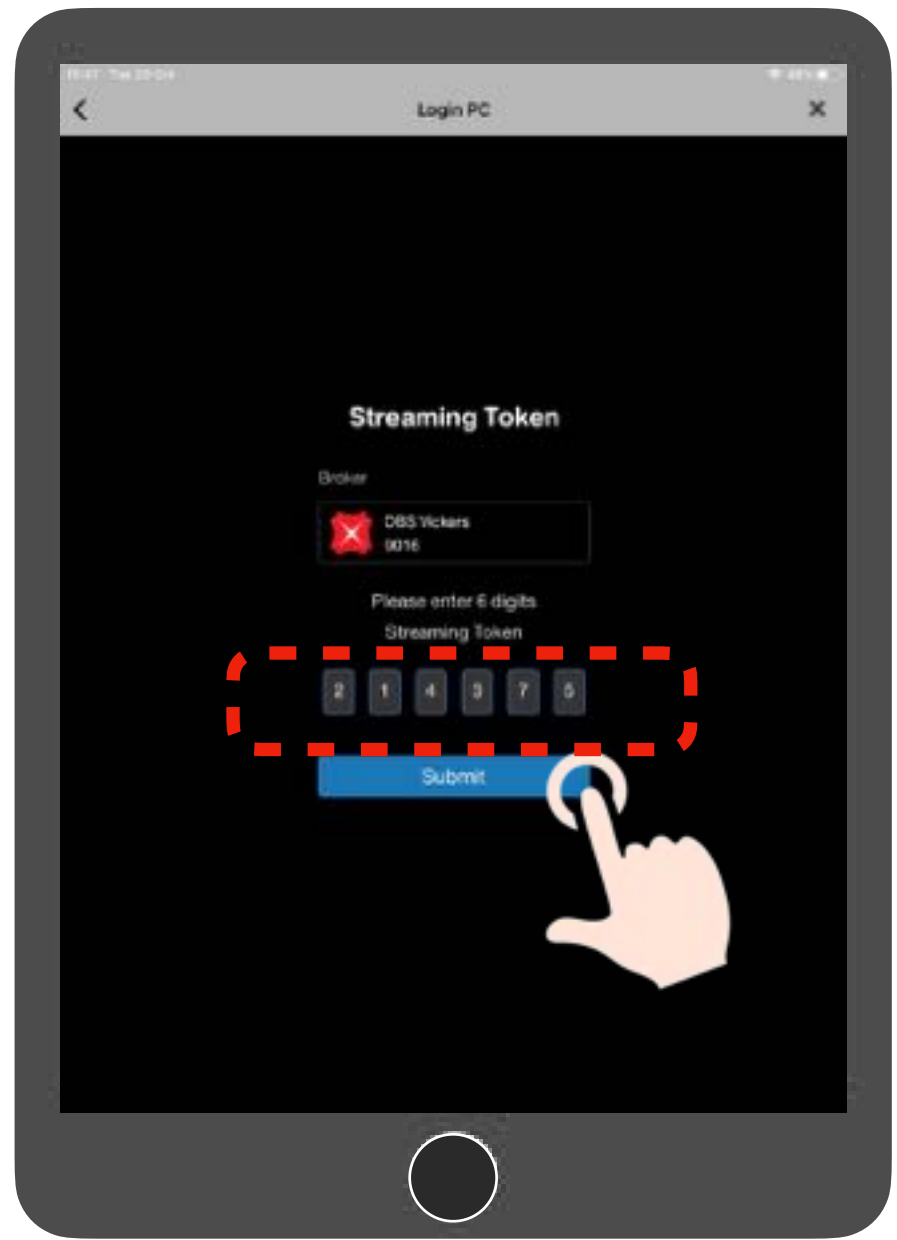 Login PC
Streaming Token
Broker
DBS Vickers
9016
Please enter 6 digits
Streaming Token
2 1 4 3 7 5
Submit